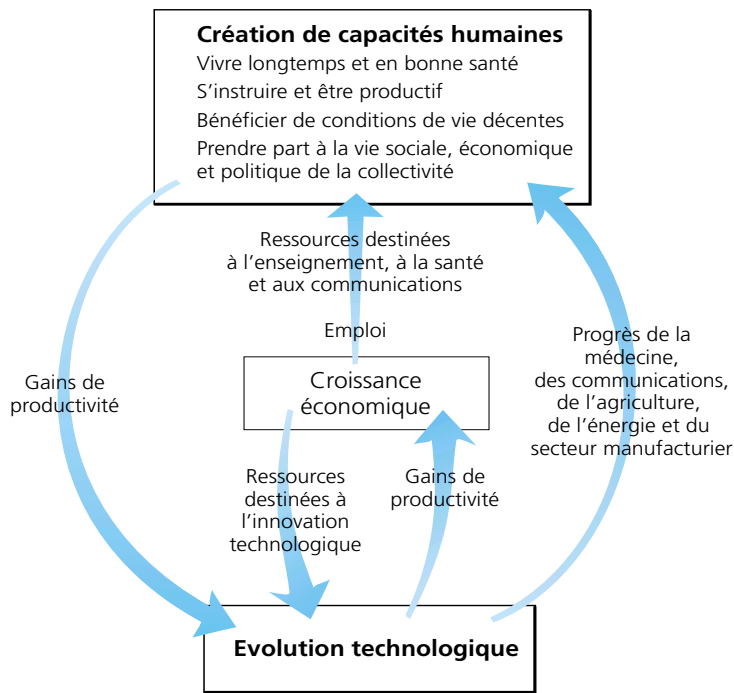 Création de capacités humaines
Vivre longtemps et en bonne santé
S'instruire et être productif
Bénéficier de conditions de vie décentes
Prendre part à la vie sociale, économique
et politique de la collectivité
Ressources destinées
à l'enseignement, à la santé
et aux communications
Emploi
Gains de
productivité
Croissance
économique
Progrès de la
médecine,
des communications,
de l'agriculture,
de l'énergie et du
secteur manufacturier
Ressources
destinées à
l'innovation
technologique
Gains de
productivité
Evolution technologique